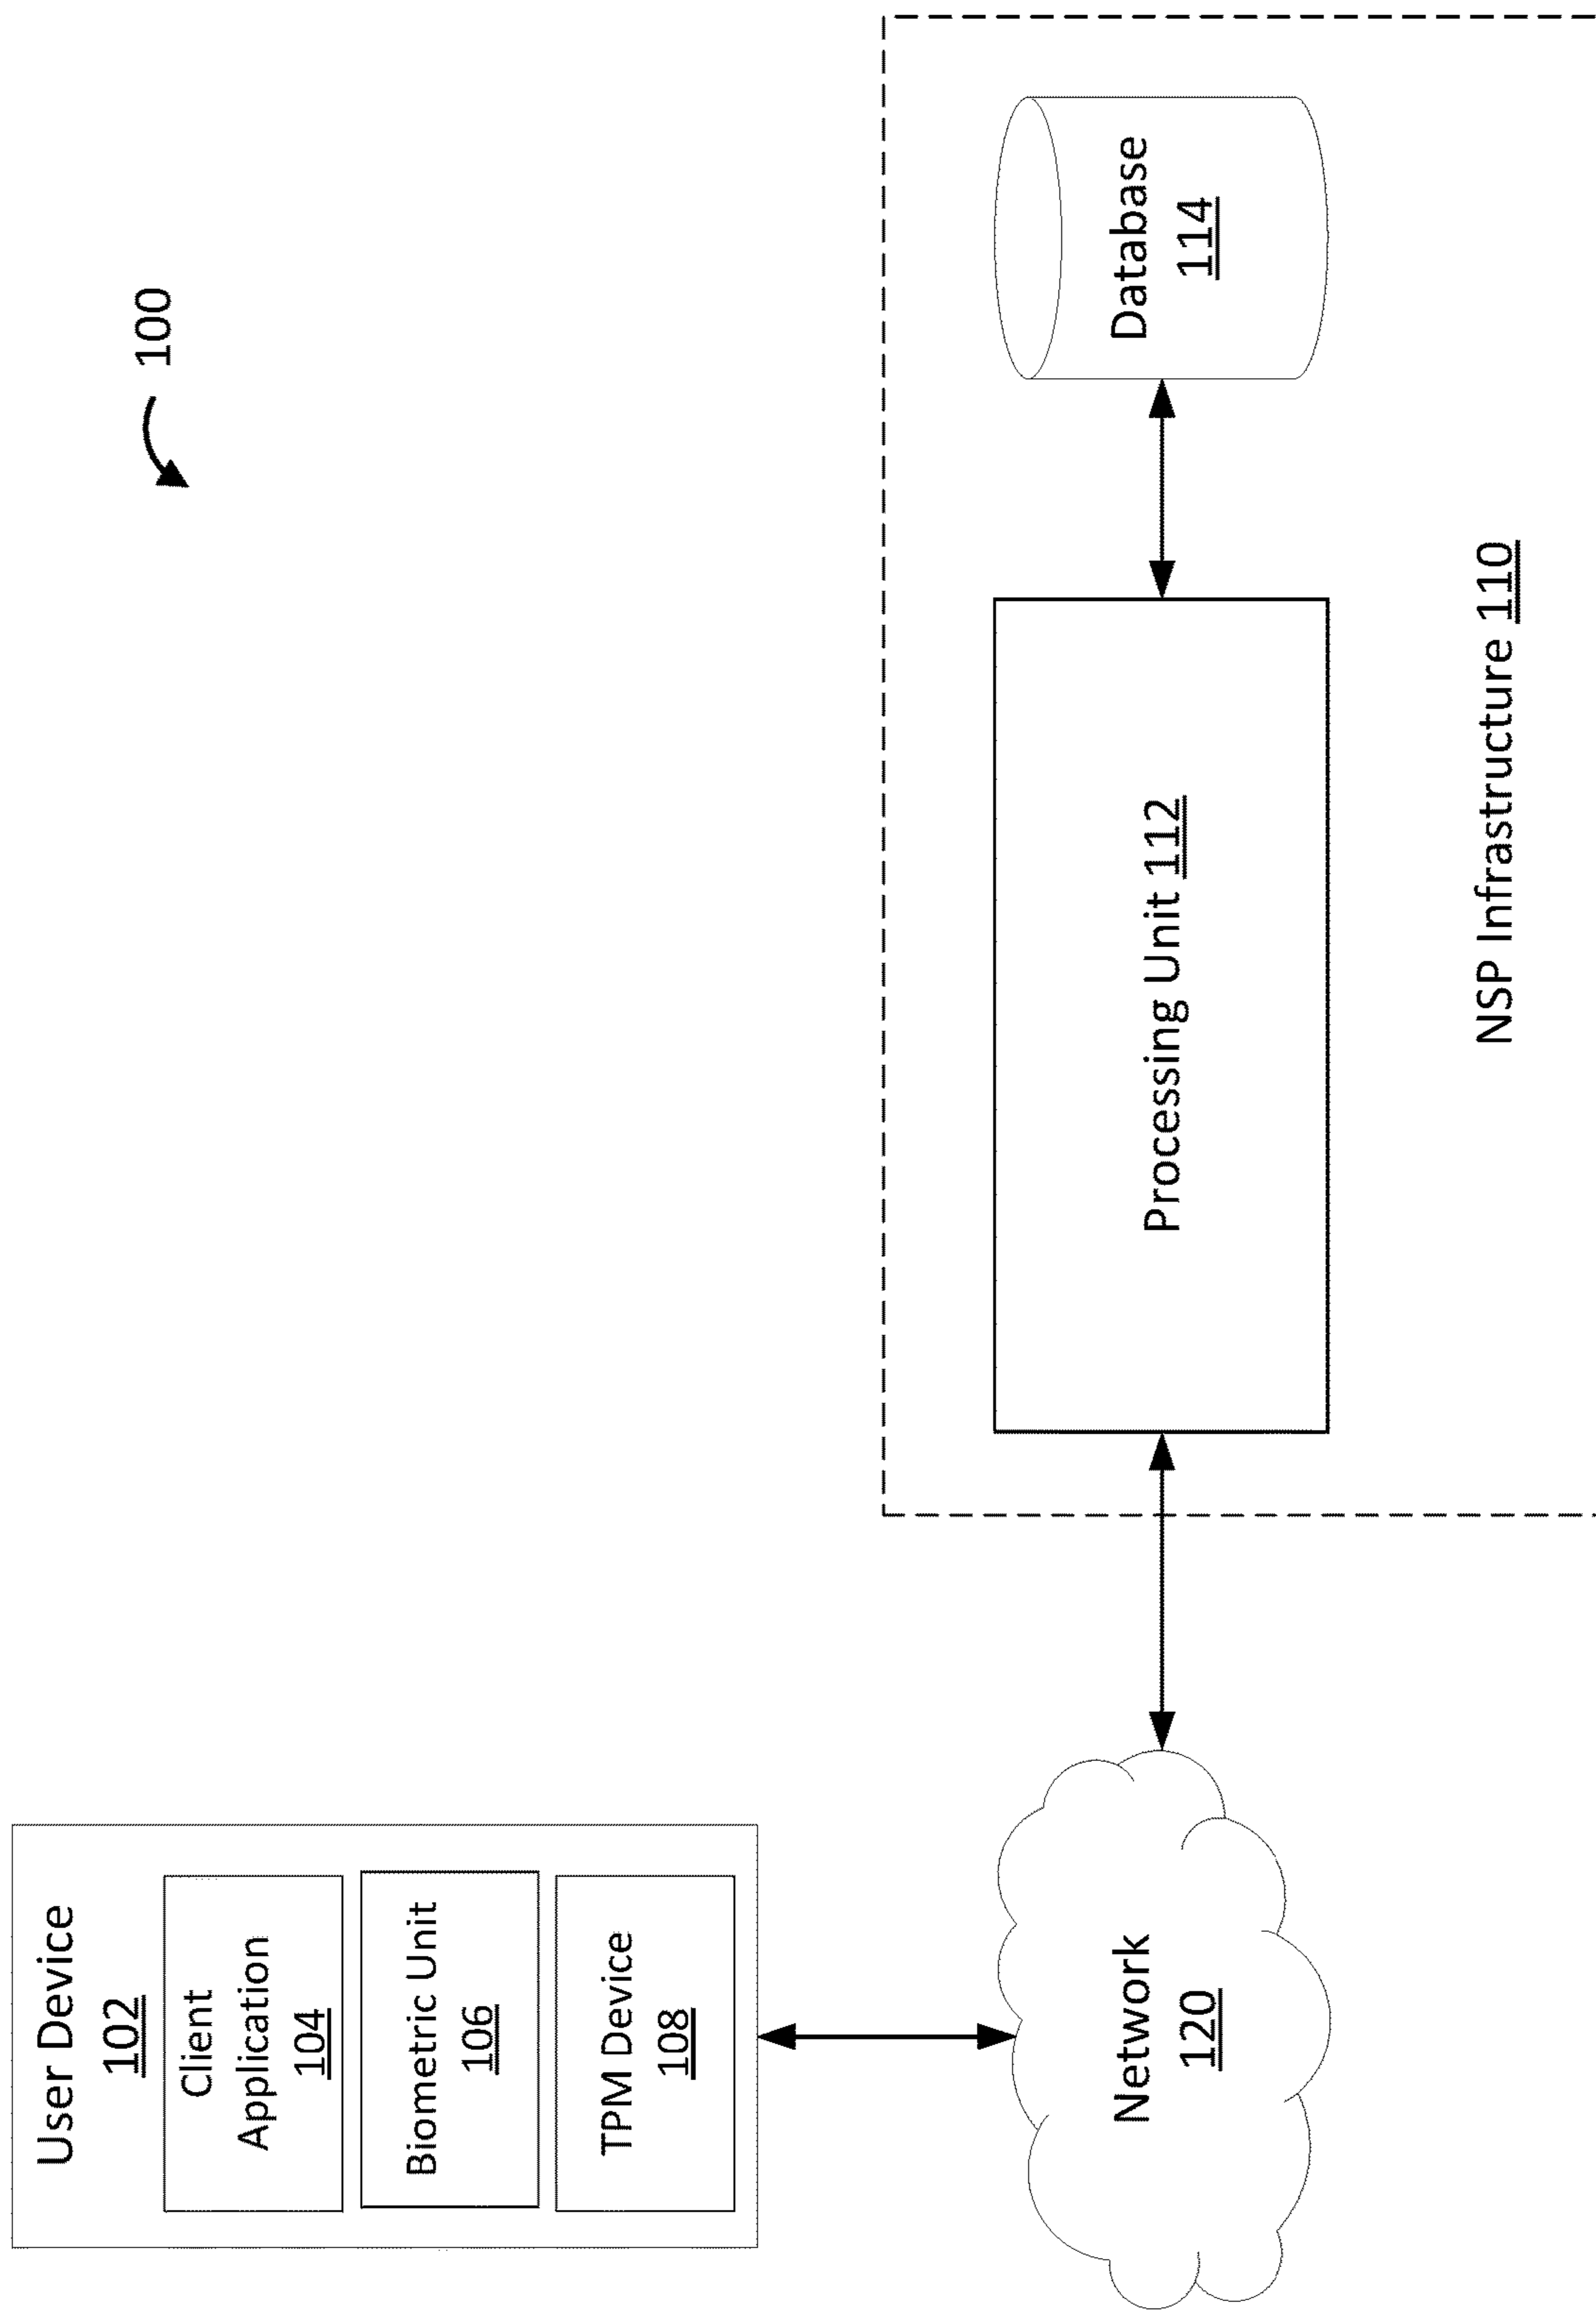 100
User Device
102
Client
Application
104
Biometric Unit
106
TPM Device
108
Network
120
Processing Unit 112
Database
114
NSP Infrastructure 110